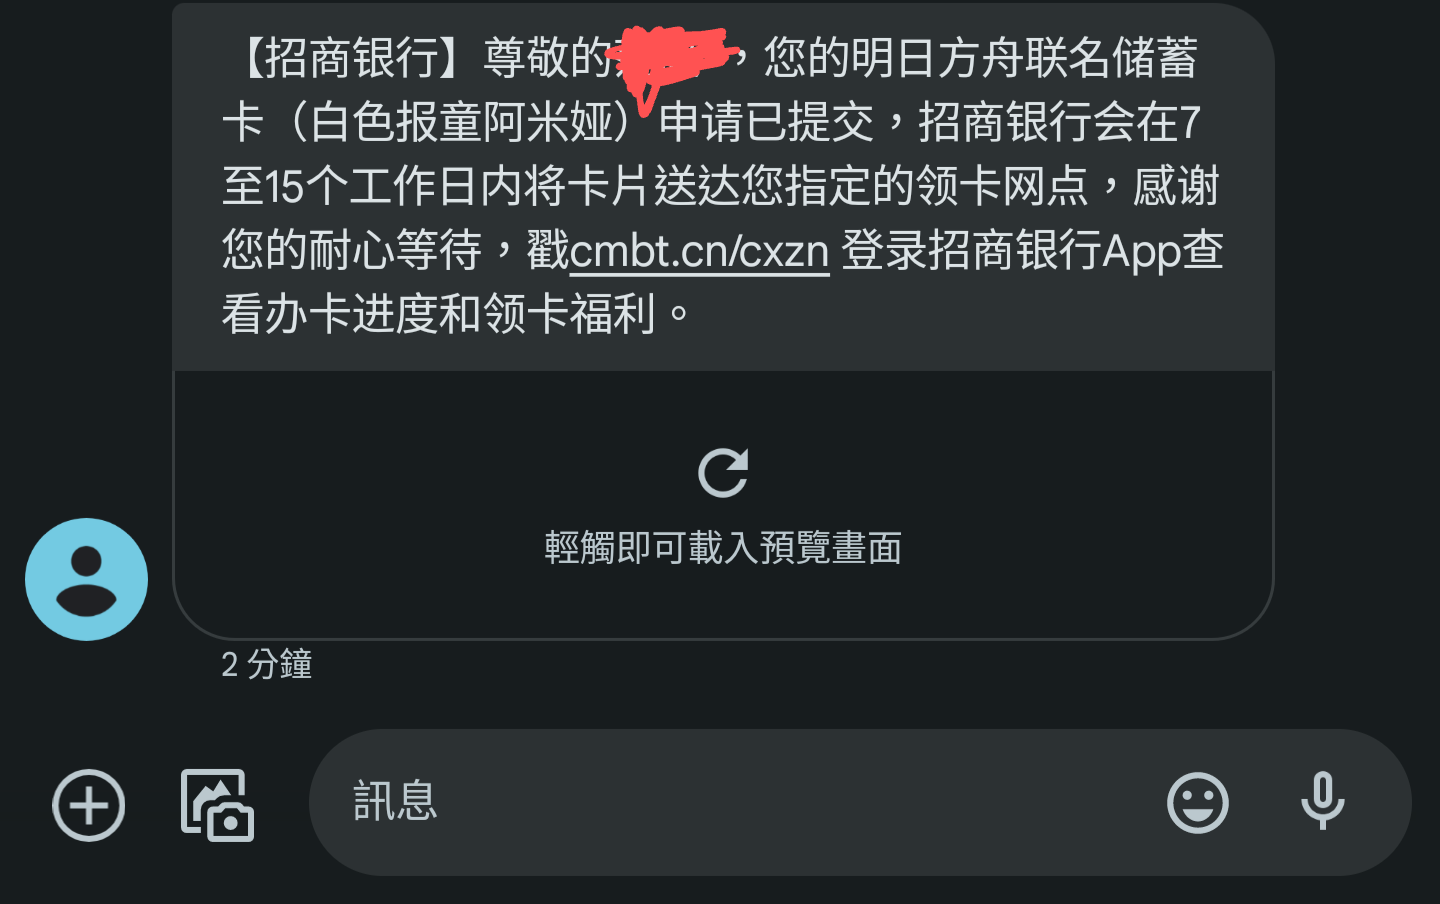 【招商银行】尊敬的，您的明日方舟联名储蓄
卡（白色报童阿米娅）申请已提交，招商银行会在7
至15个工作日内将卡片送达您指定的领卡网点，感谢
您的耐心等待，戳cmbt.cn/cxzn 登录招商银行App查
看办卡进度和领卡福利。
輕觸即可載入預覽畫面
2 分鐘
訊息